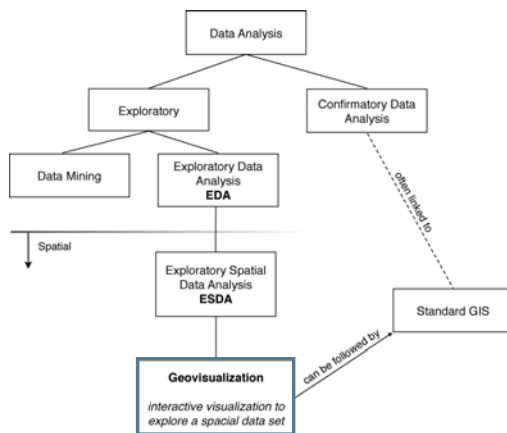 Data Analysis
Exploratory
Confirmatory Data
Analysis
Data Mining
Exploratory Data
Analysis
EDA
often linked to
Spatial
Exploratory Spatial
Data Analysis
ESDA
Standard GIS
can be followed by
Geovisualization
interactive visualization to
explore a spacial data set